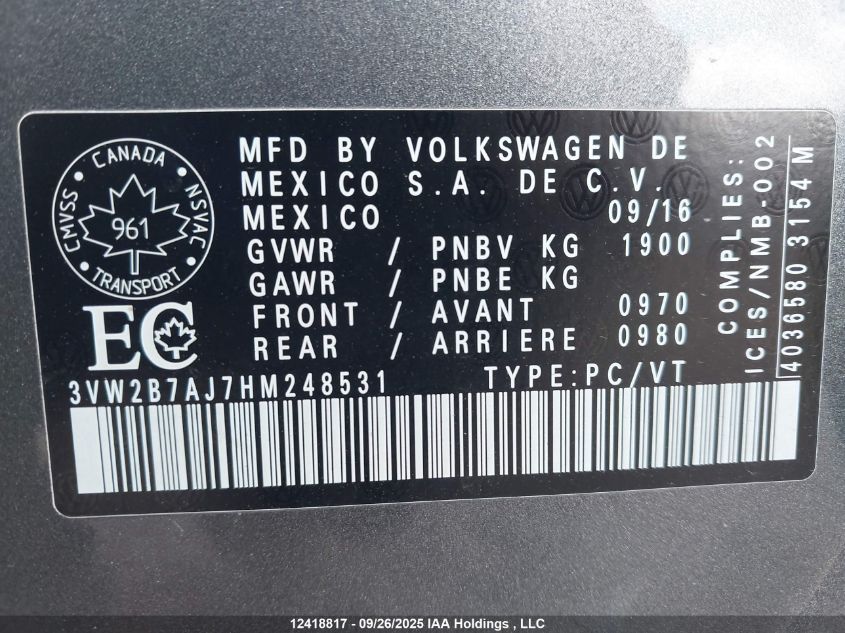 CANADA
CMVSS
NSVAC
961
TRANSPORT
EC
MFD BY VOLKSWAGEN DE
MEXICO S.A. DE C.V.
MEXICO 09/16
GVWR / PNBV KG 1900
GAWR / PNBE KG
FRONT / AVANT 0970
REAR / ARRIERE 0980
3VW2B7AJ7HM248531 TYPE:PC/VT
COMPLIES:
ICES/NMB-002
4036580 3154 M
12418817 - 09/26/2025 IAA Holdings , LLC